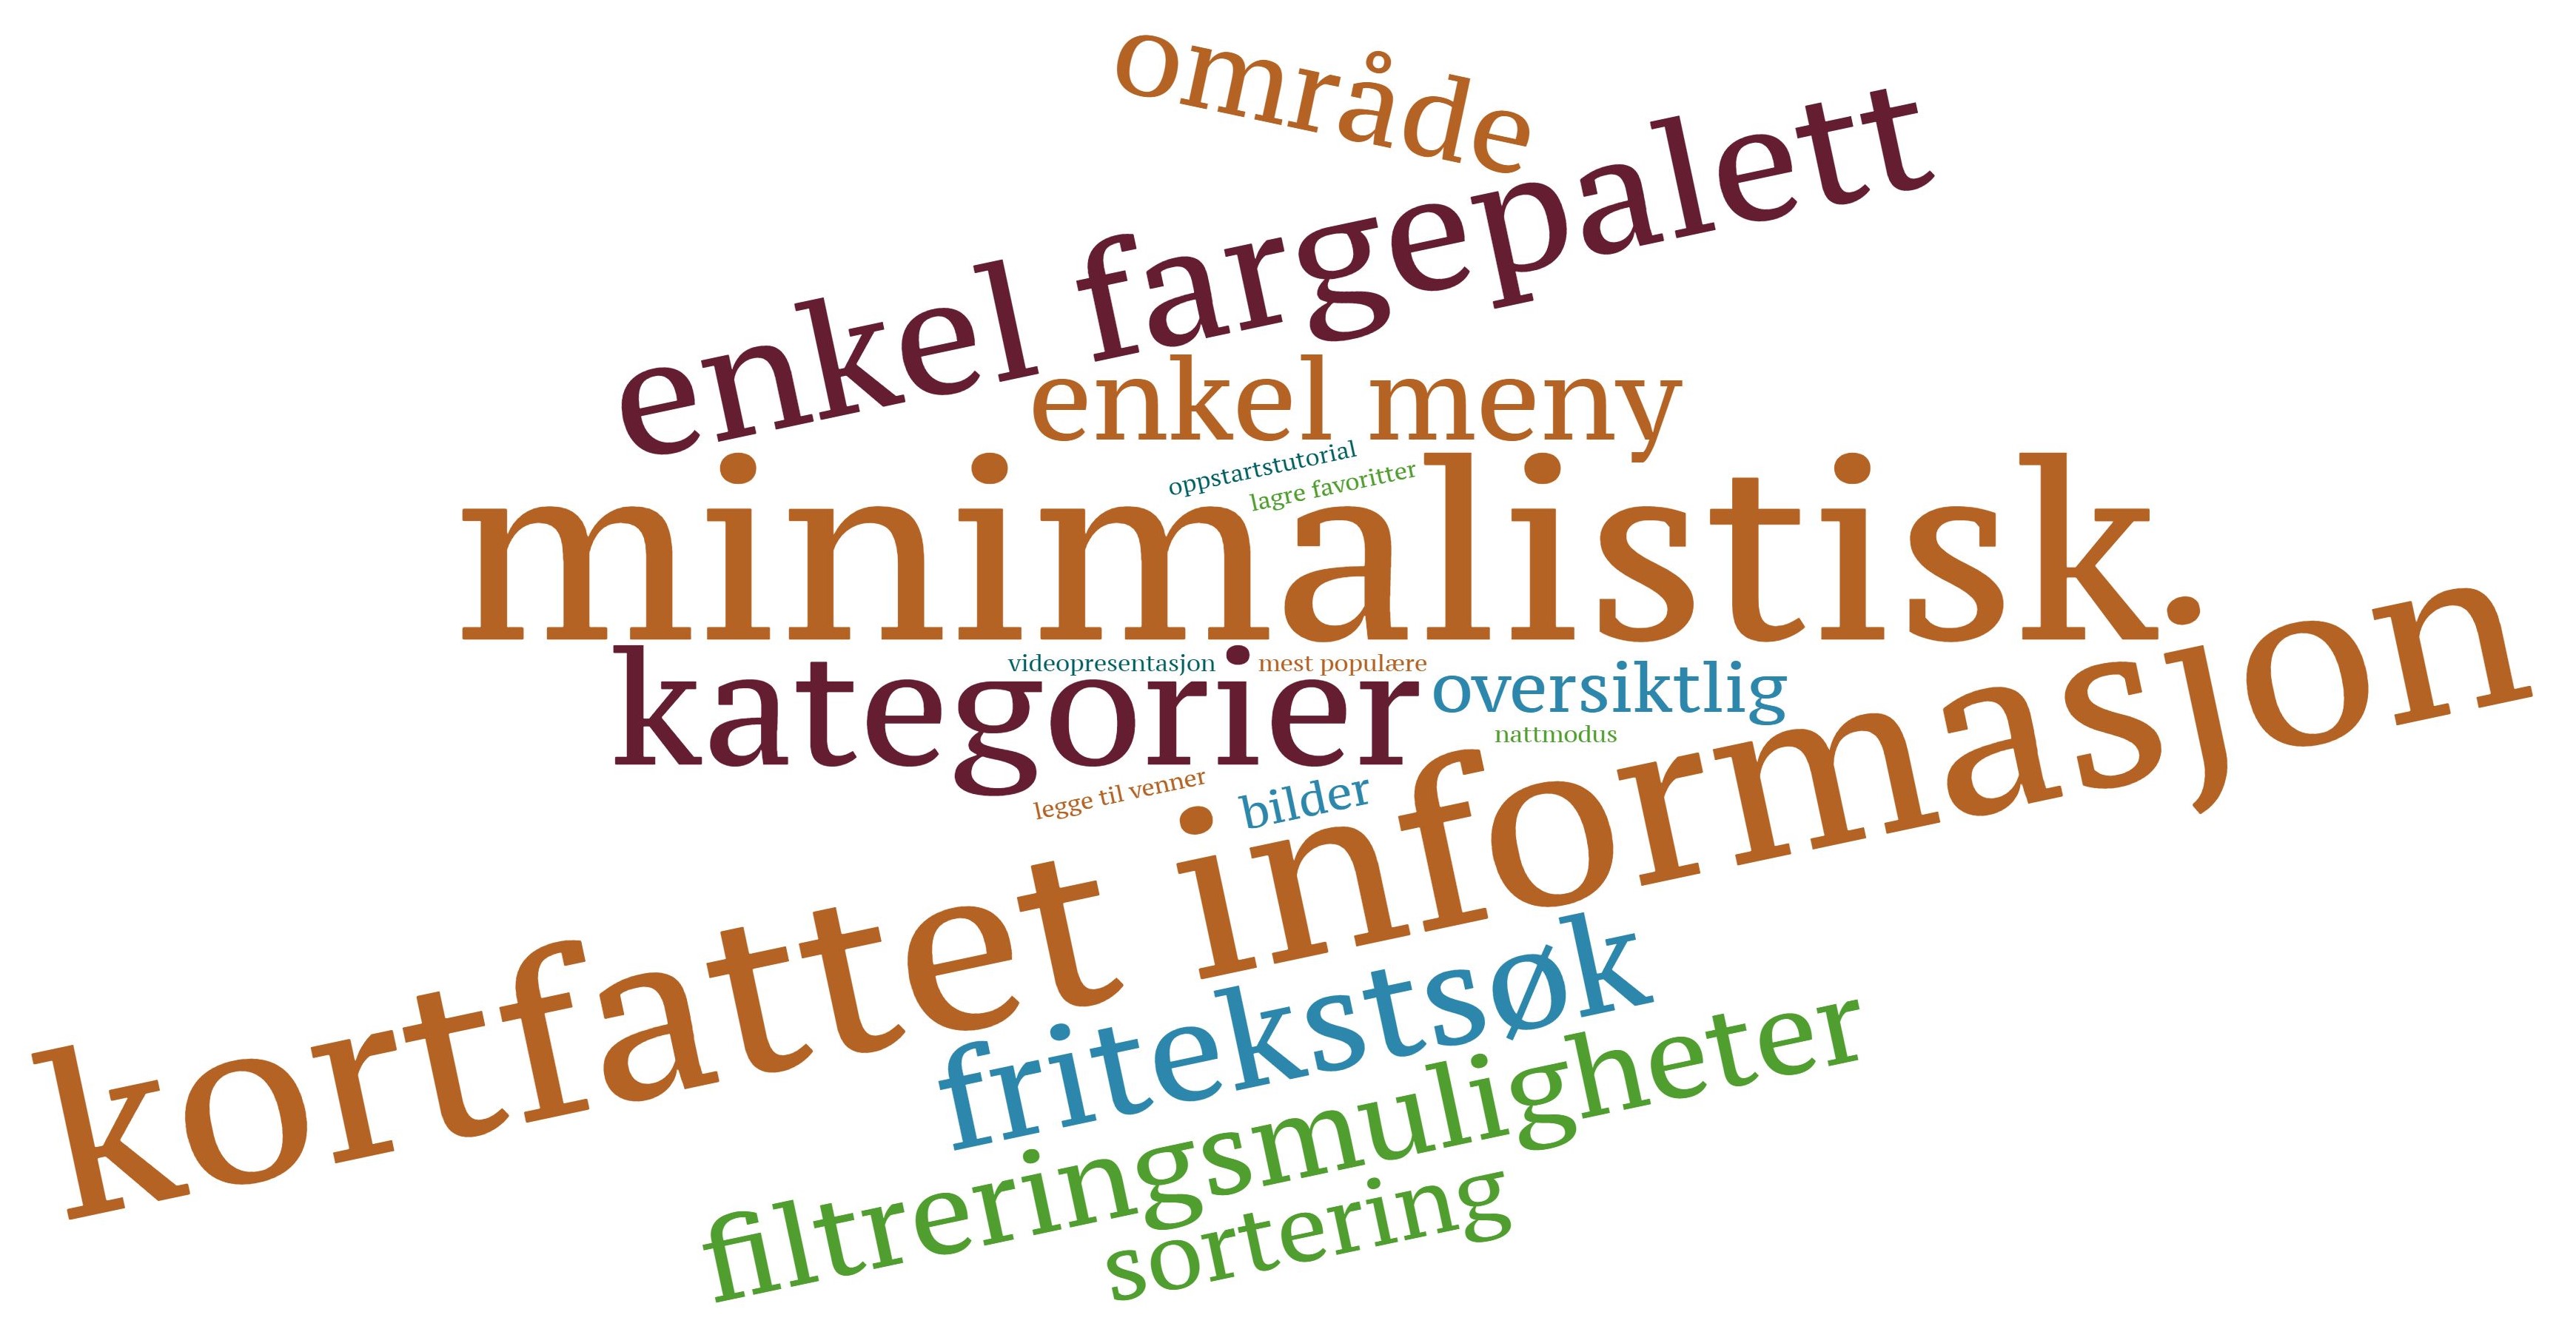 område
enkel fargepalett
enkel meny
oppstartstutorial
lagre favoritter
minimalistisk
videopresentasjon
mest populære
kategorier
oversiktlig
nattmodus
legge til venner
bilder
kortfattet informasjon
fritekstsøk
filtreringsmuligheter
sortering